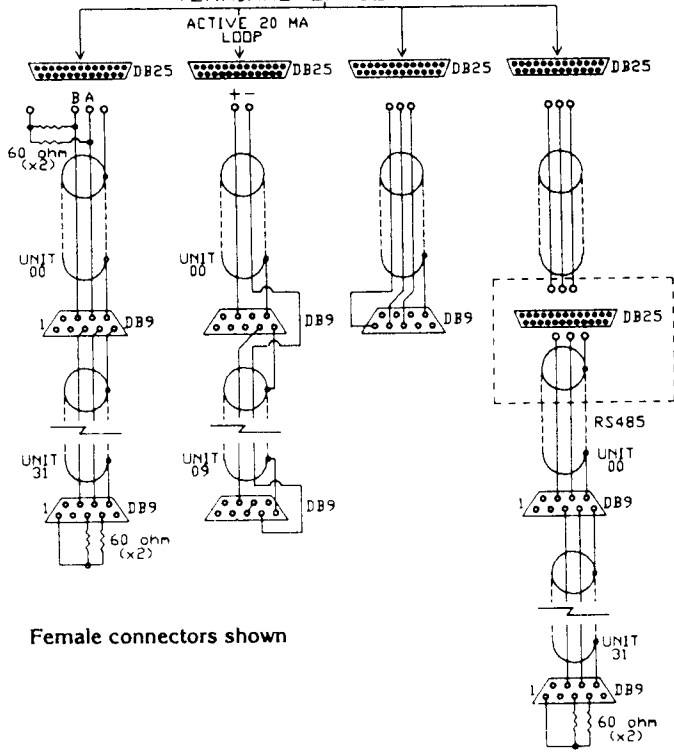 ACTIVE 20 MA
LOOP
DB25
DB25
DB25
DB25
B A
+ -
60 ohm
(x2)
UNIT
00
UNIT
00
1
DB9
DB9
DB9
DB25
RS485
UNIT
00
UNIT
31
UNIT
09
1
DB9
DB9
1
DB9
60 ohm
(x2)
Female connectors shown
UNIT
31
1
DB9
60 ohm
(x2)